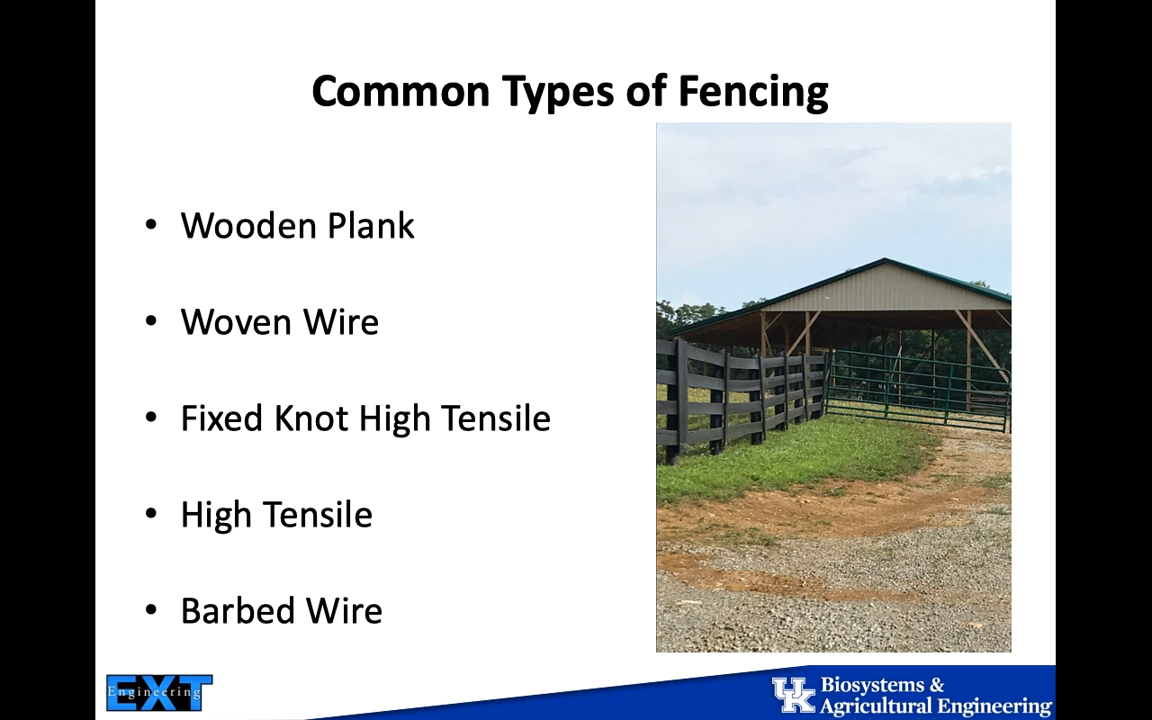 Common Types of Fencing
• Wooden Plank
• Woven Wire
• Fixed Knot High Tensile
• High Tensile
• Barbed Wire
EXT
Engineering
UK
Biosystems &
Agricultural Engineering